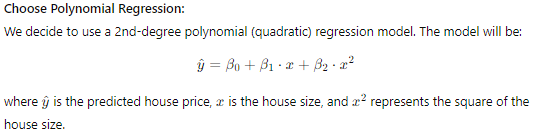 Choose Polynomial Regression:
We decide to use a 2nd-degree polynomial (quadratic) regression model. The model will be:
ŷ = β₀ + β₁ · x + β₂ · x²
where ŷ is the predicted house price, x is the house size, and x² represents the square of the
house size.